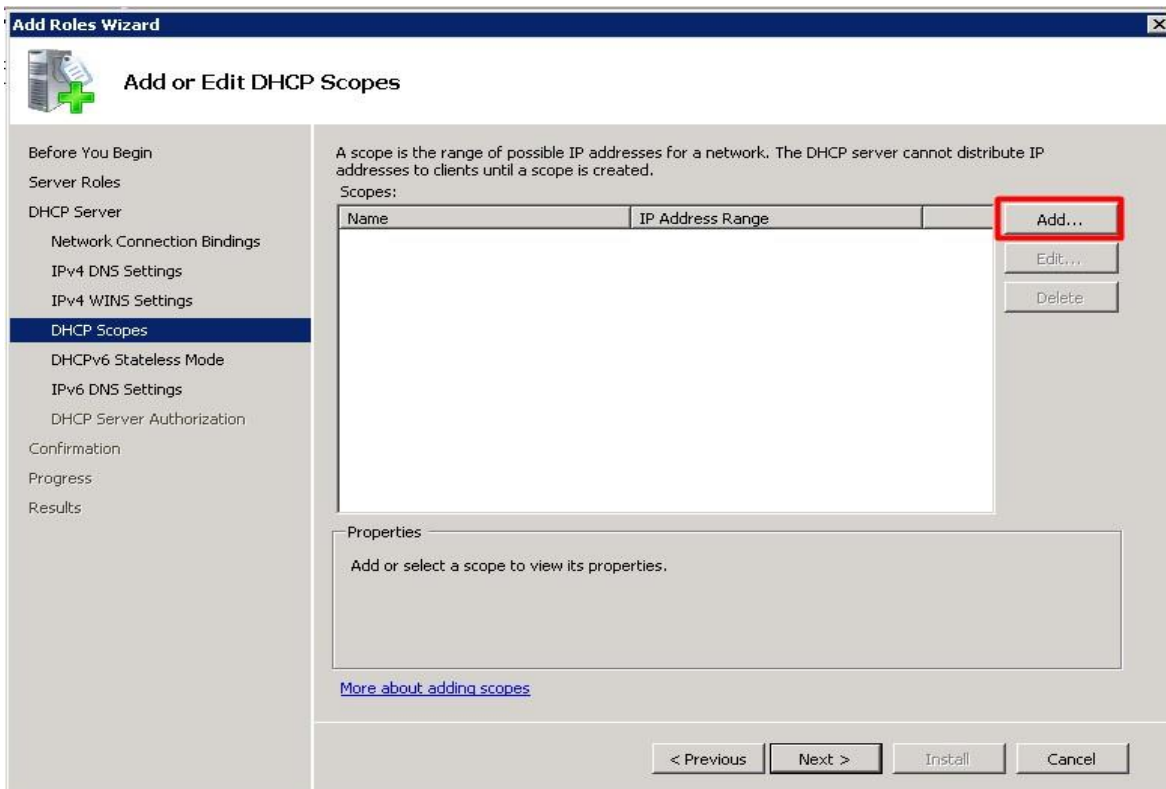 Add Roles Wizard
Add or Edit DHCP Scopes
Before You Begin
Server Roles
DHCP Server
Network Connection Bindings
IPv4 DNS Settings
IPv4 WINS Settings
DHCP Scopes
DHCPv6 Stateless Mode
IPv6 DNS Settings
DHCP Server Authorization
Confirmation
Progress
Results
A scope is the range of possible IP addresses for a network. The DHCP server cannot distribute IP
addresses to clients until a scope is created.
Scopes:
Name IP Address Range
Add...
Edit...
Delete
Properties
Add or select a scope to view its properties.
More about adding scopes
< Previous Next > Install Cancel